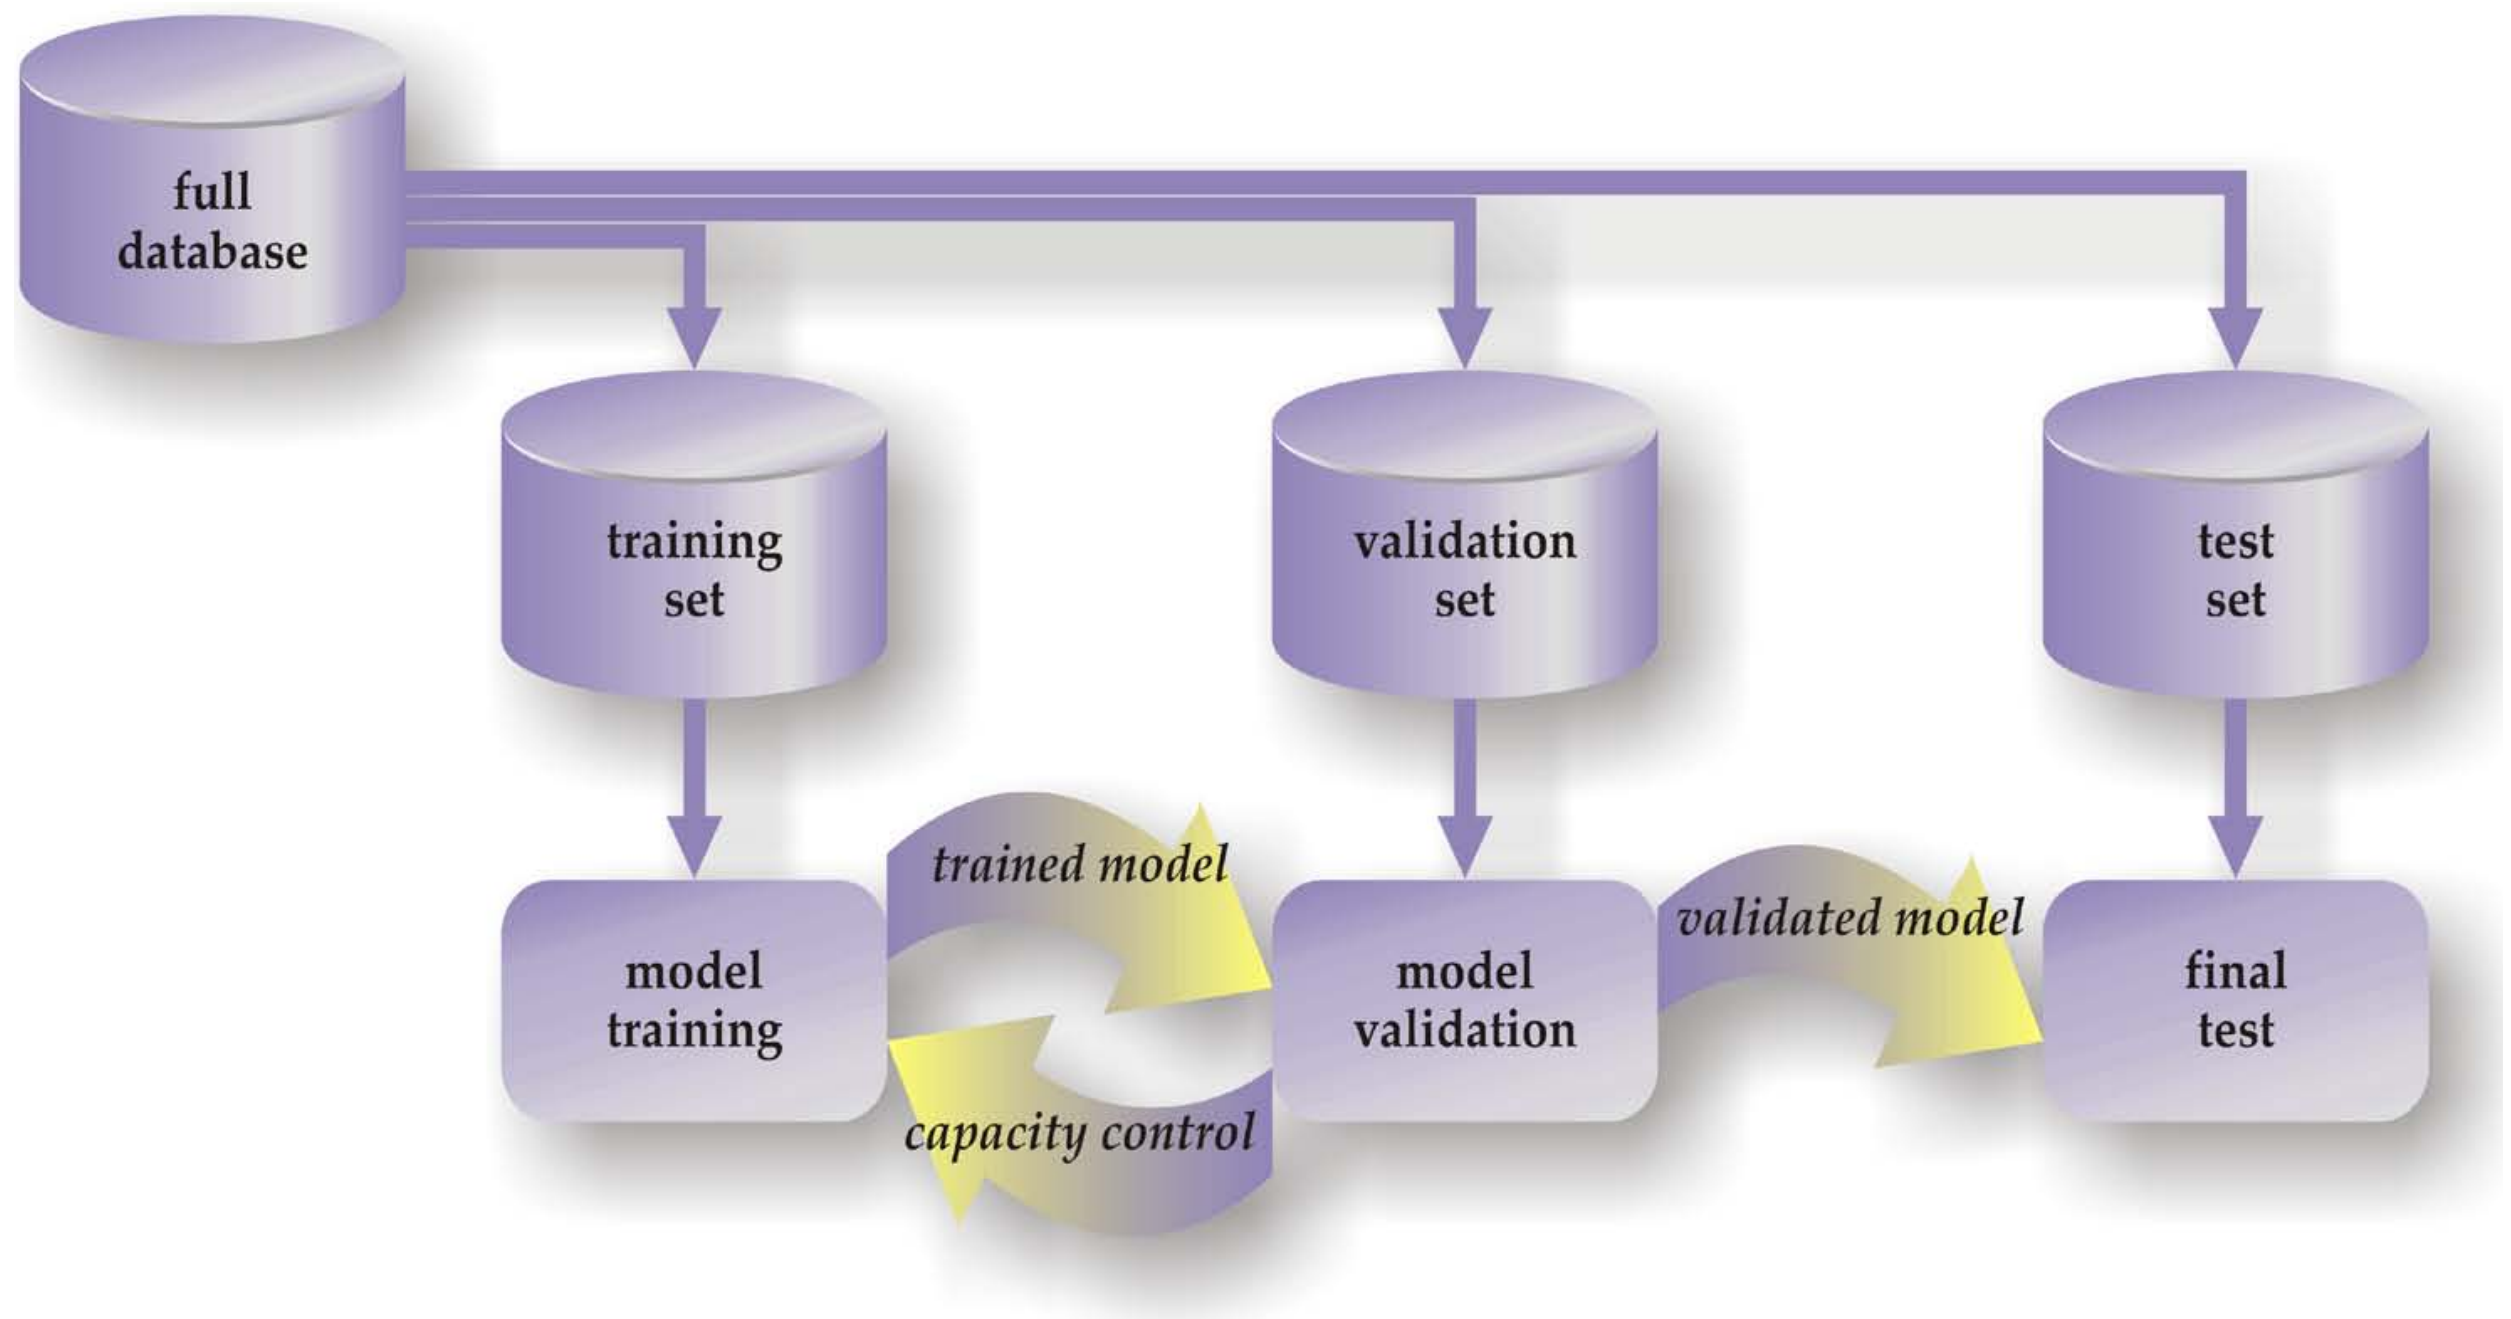 full
database
training
set
validation
set
test
set
trained model
validated model
model
training
model
validation
final
test
capacity control